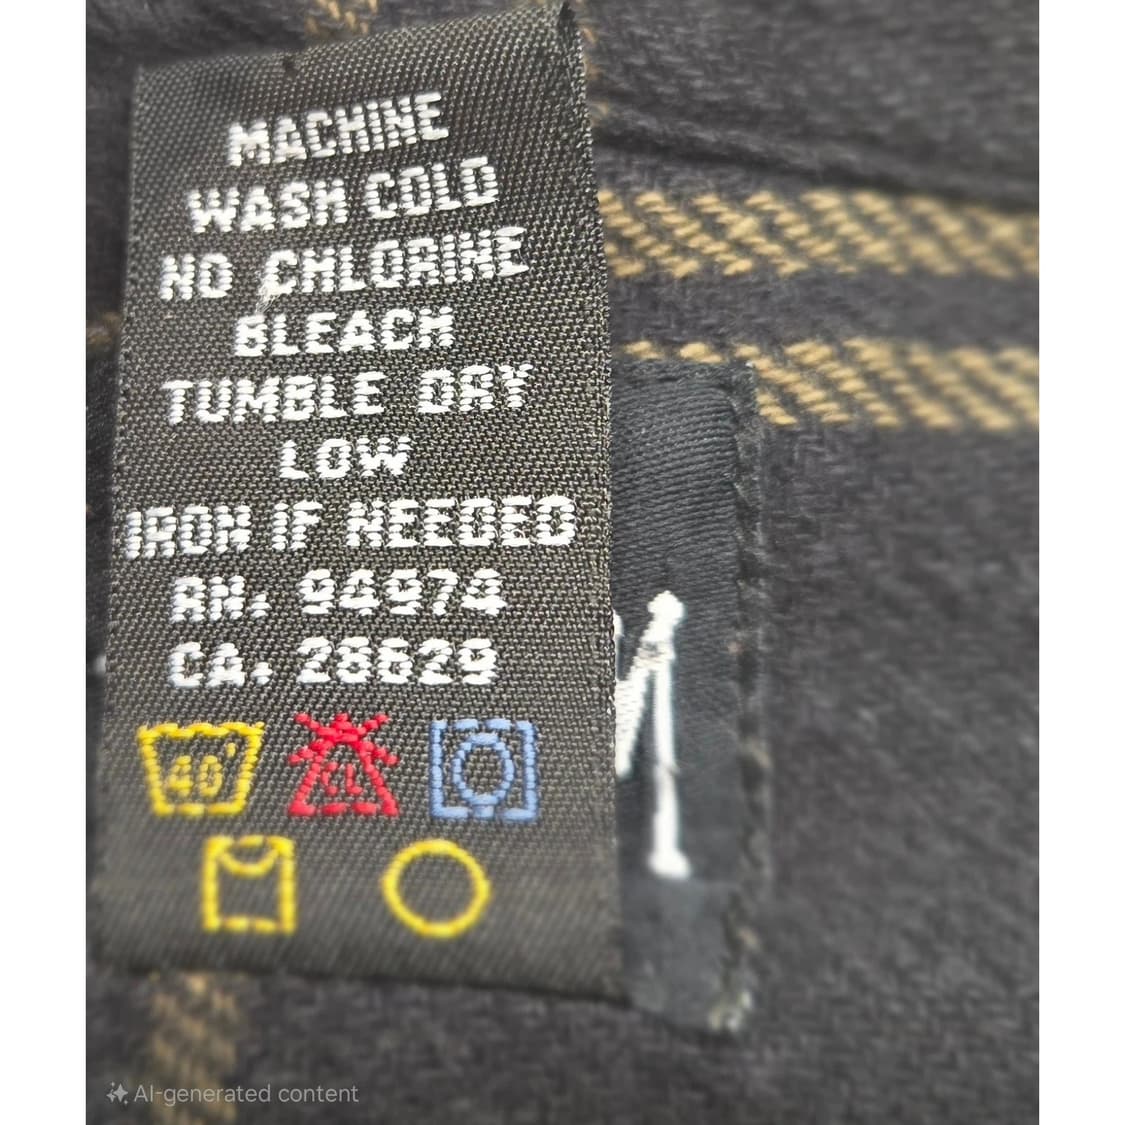 MACHINE
WASH COLD
NO CHLORINE
BLEACH
TUMBLE DRY
LOW
IRON IF NEEDED
RN: 94974
CA: 28629
40°
CL
AI-generated content